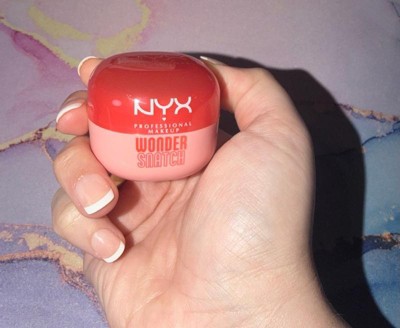 NYX
PROFESSIONAL
MAKEUP
WONDER
SNATCH